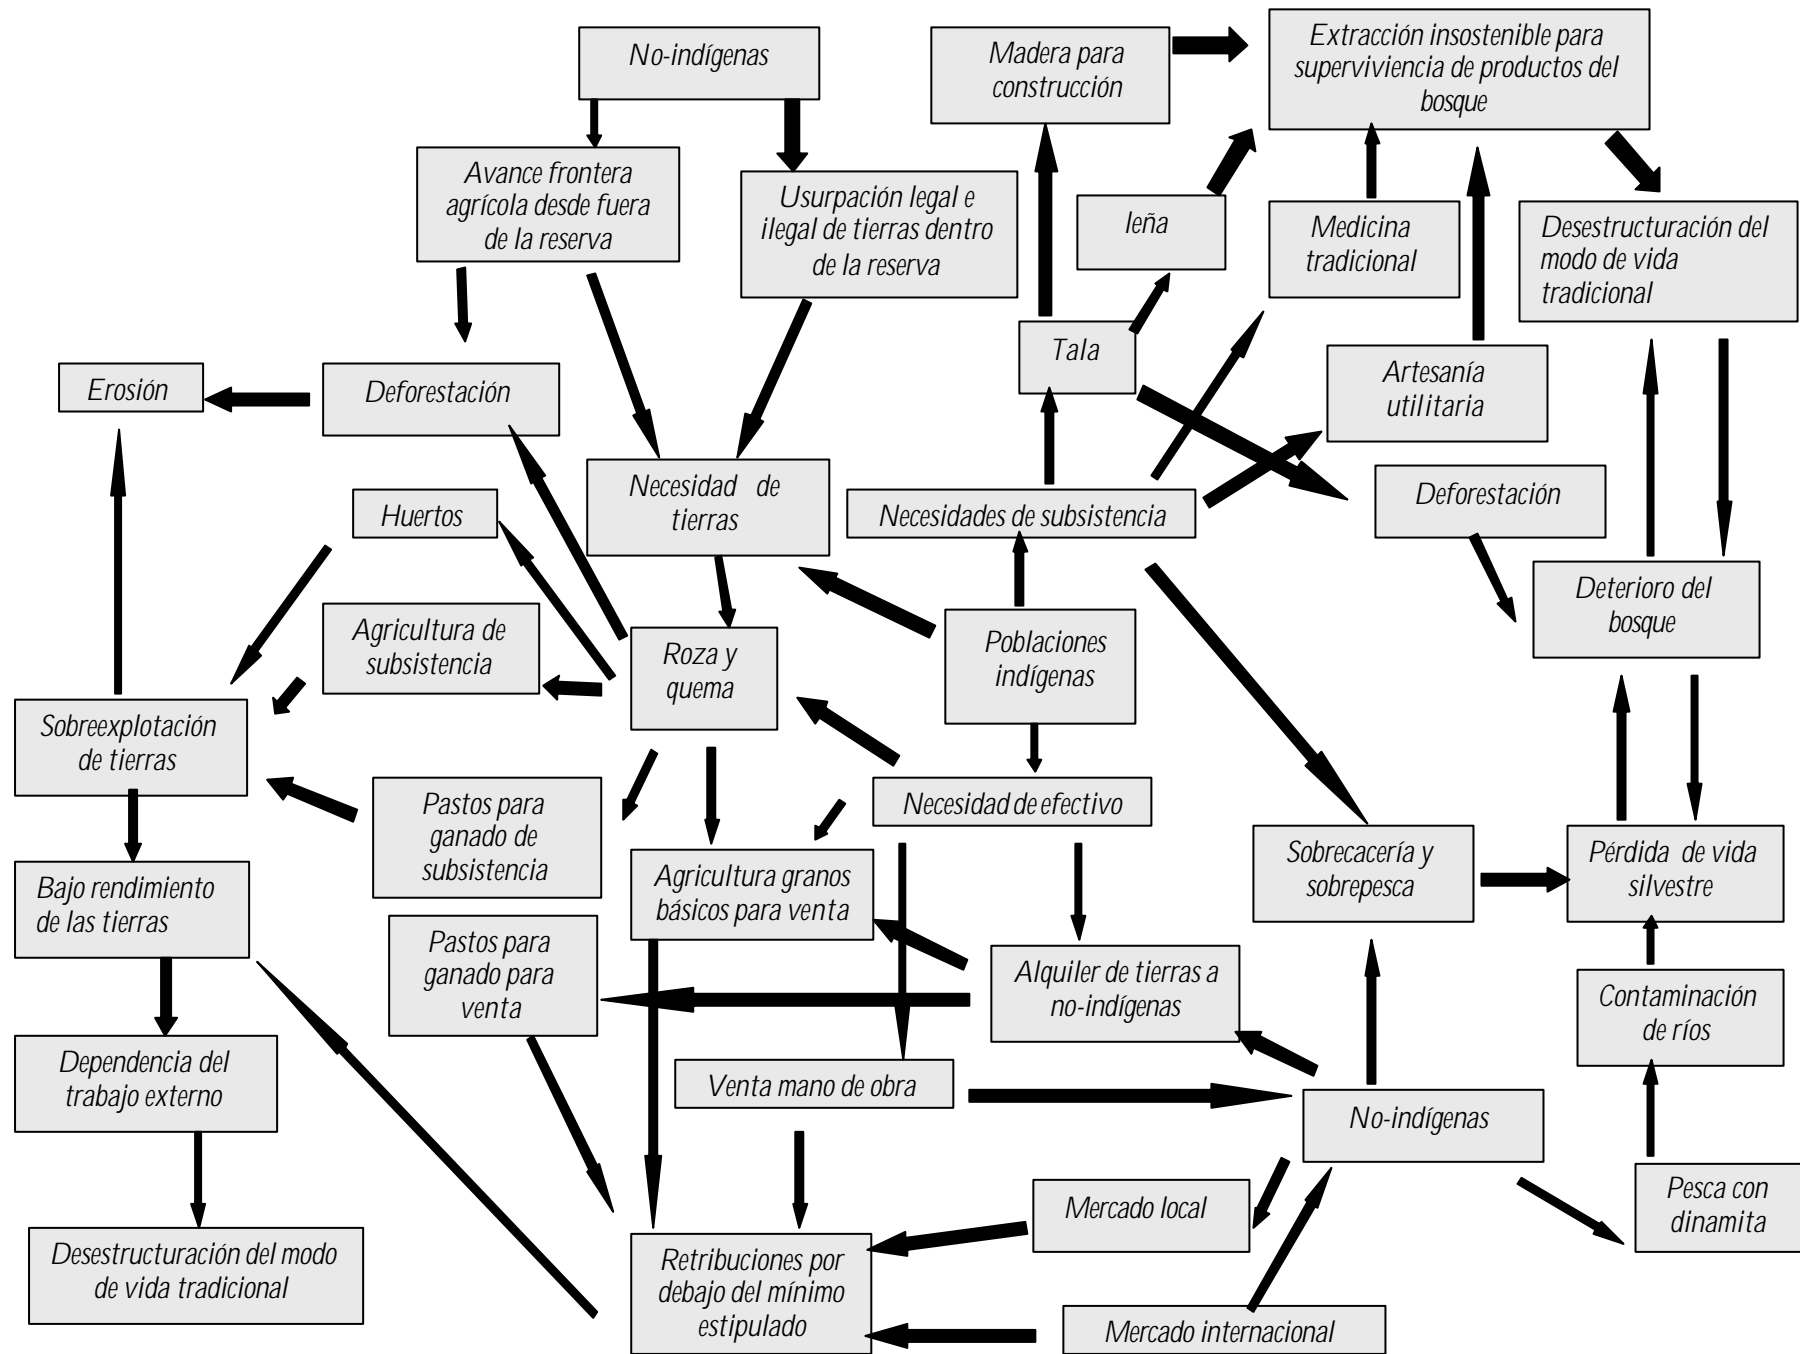 No-indígenas
Madera para
construcción
Extracción insostenible para
superviviencia de productos del
bosque
Avance frontera
agrícola desde fuera
de la reserva
Usurpación legal e
ilegal de tierras dentro
de la reserva
leña
Medicina
tradicional
Desestructuración del
modo de vida
tradicional
Tala
Artesanía
utilitaria
Erosión
Deforestación
Necesidad de
tierras
Huertos
Necesidades de subsistencia
Deforestación
Deterioro del
bosque
Agricultura de
subsistencia
Roza y
quema
Poblaciones
indígenas
Sobreexplotación
de tierras
Pastos para
ganado de
subsistencia
Necesidad de efectivo
Agricultura granos
básicos para venta
Sobrecacería y
sobrepesca
Pérdida de vida
silvestre
Bajo rendimiento
de las tierras
Pastos para
ganado para
venta
Alquiler de tierras a
no-indígenas
Contaminación
de ríos
Dependencia del
trabajo externo
Venta mano de obra
No-indígenas
Mercado local
Pesca con
dinamita
Desestructuración del modo
de vida tradicional
Retribuciones por
debajo del mínimo
estipulado
Mercado internacional